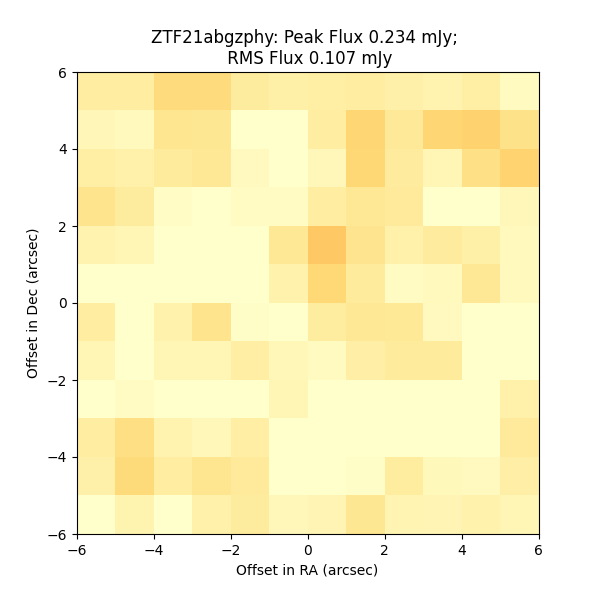 ZTF21abgzphy: Peak Flux 0.234 mJy;
RMS Flux 0.107 mJy
6
4
2
0
−2
−4
−6
Offset in Dec (arcsec)
−6 −4 −2 0 2 4 6
Offset in RA (arcsec)